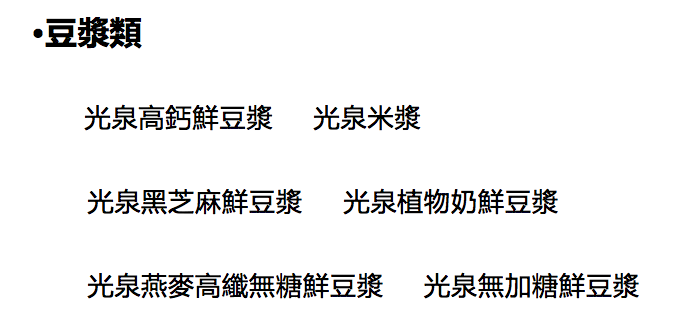 •豆漿類
光泉高鈣鮮豆漿 光泉米漿
光泉黑芝麻鮮豆漿 光泉植物奶鮮豆漿
光泉燕麥高纖無糖鮮豆漿 光泉無加糖鮮豆漿